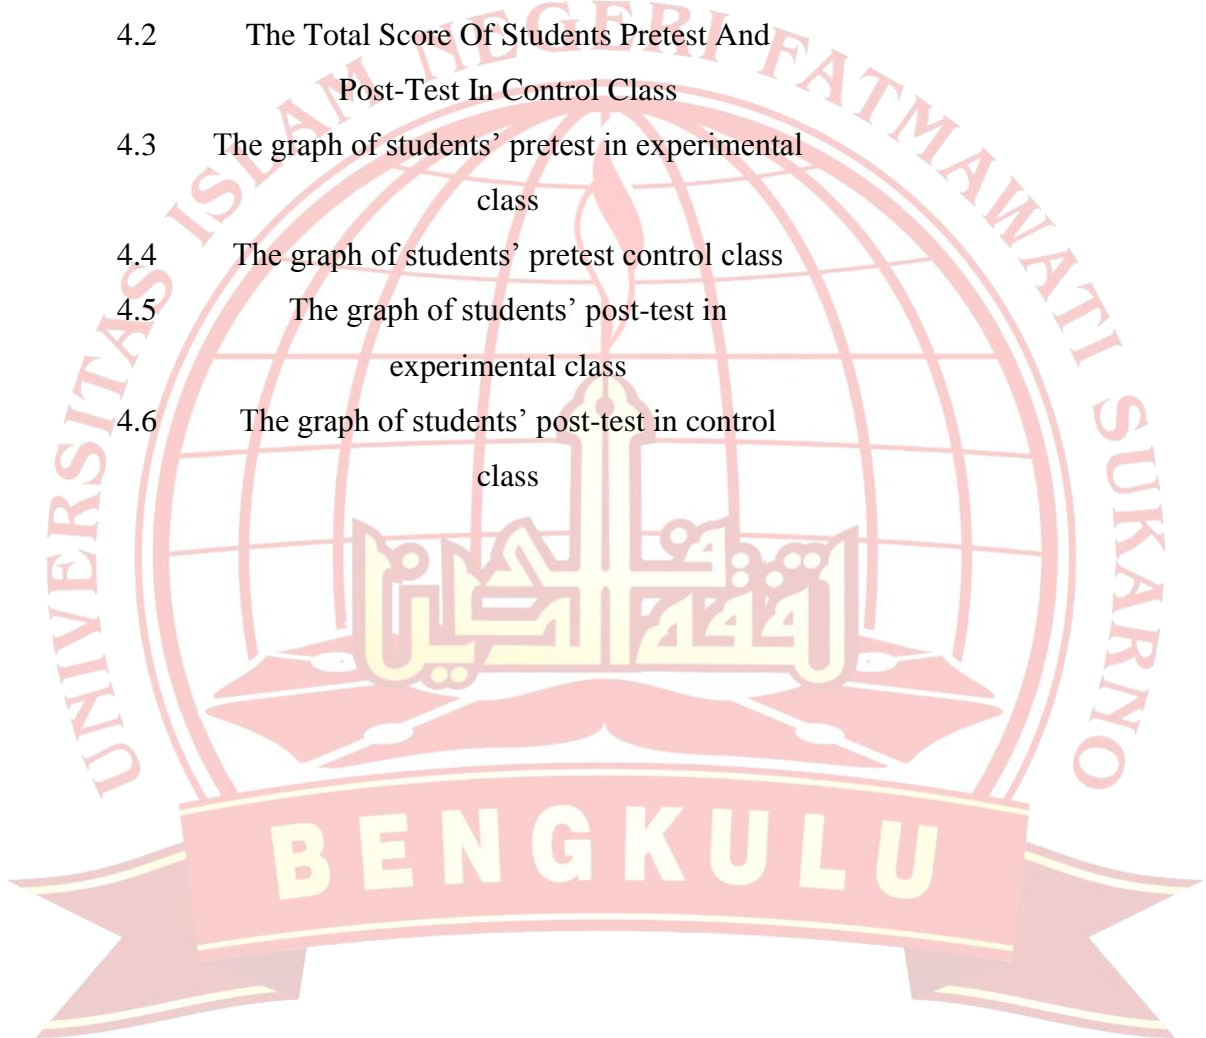 4.2 The Total Score Of Students Pretest And
Post-Test In Control Class
4.3 The graph of students’ pretest in experimental
class
4.4 The graph of students’ pretest control class
4.5 The graph of students’ post-test in
experimental class
4.6 The graph of students’ post-test in control
class
UNIVERSITAS ISLAM NEGERI FATMAWATI SUKARNO
BENGKULU